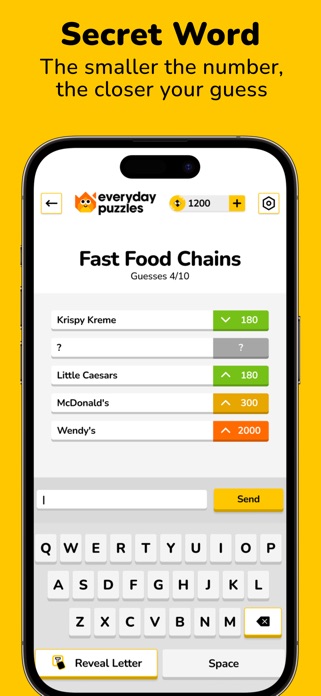 Secret Word
The smaller the number,
the closer your guess
everyday
puzzles
1200 +
Fast Food Chains
Guesses 4/10
Krispy Kreme 180
? ?
Little Caesars 180
McDonald's 300
Wendy's 2000
Send
Q W E R T Y U I O P
A S D F G H J K L
Z X C V B N M
Reveal Letter Space